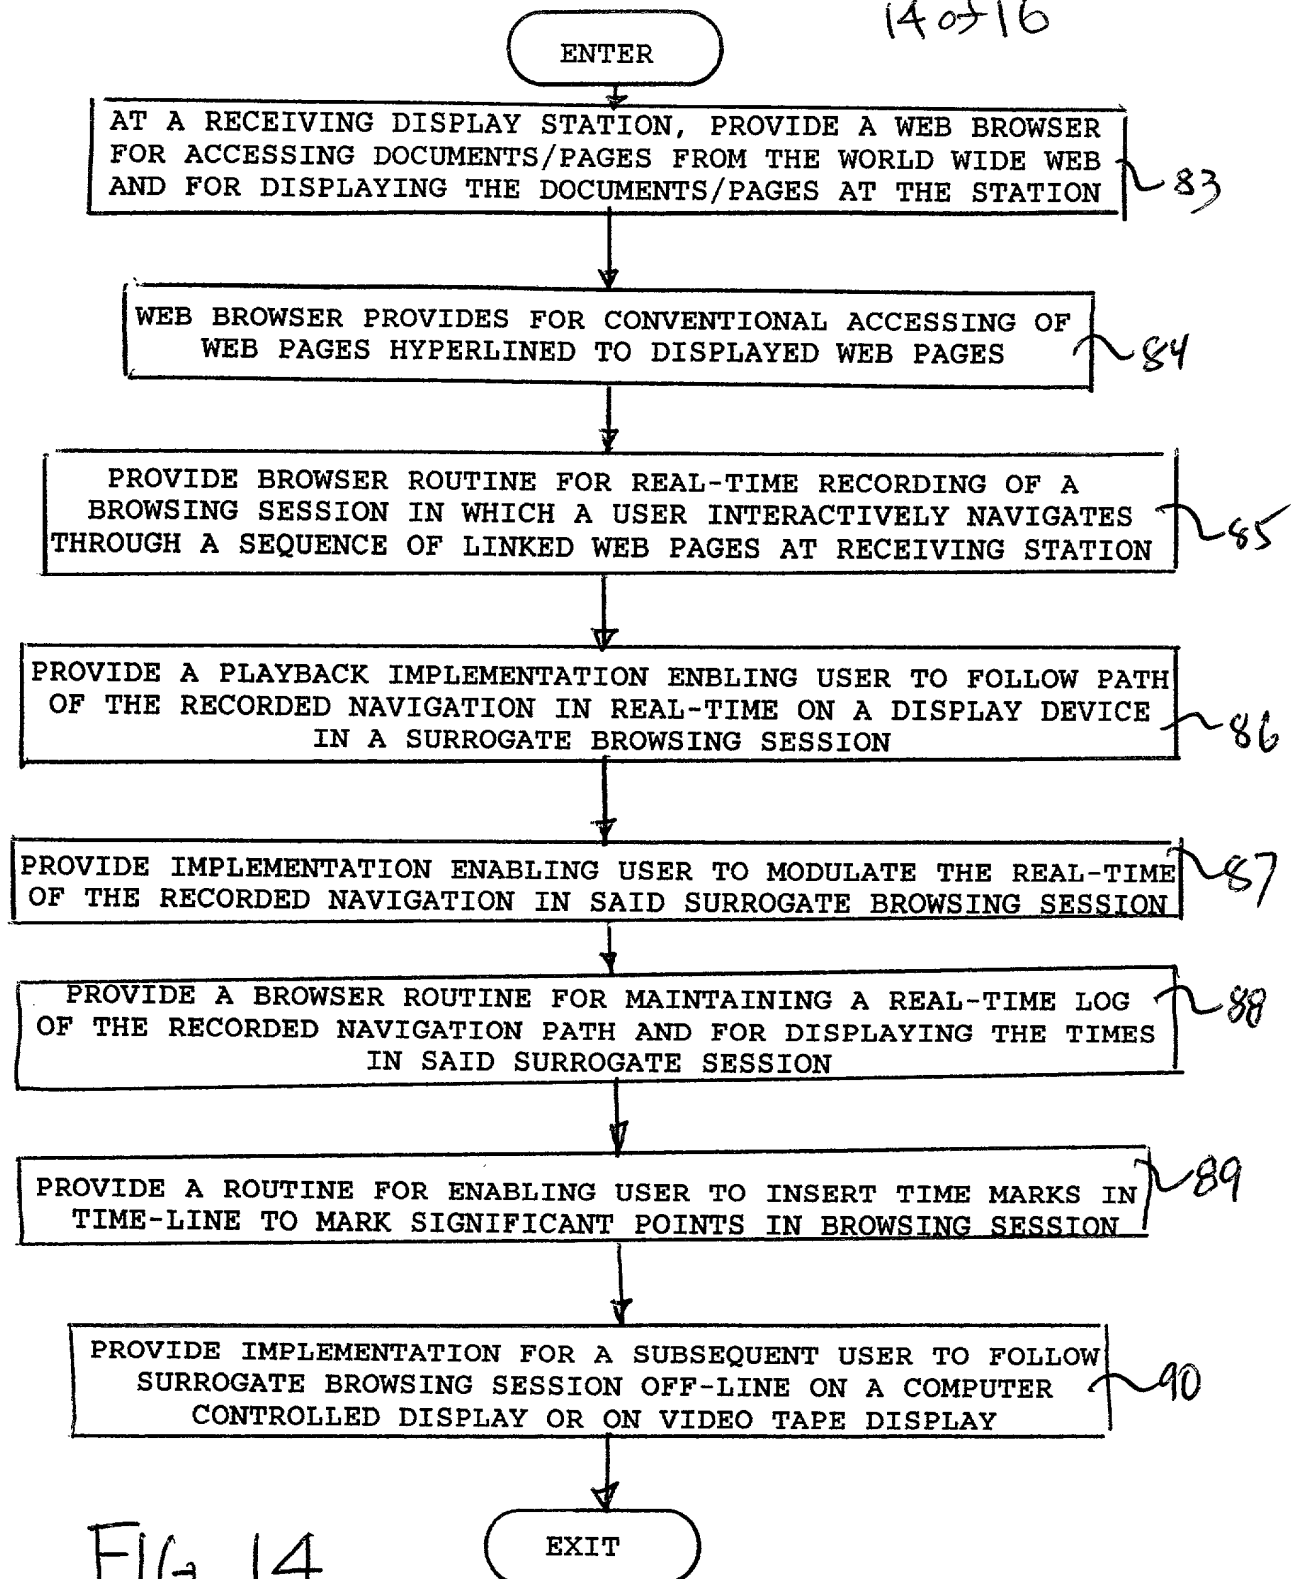 14 of 16
ENTER
AT A RECEIVING DISPLAY STATION, PROVIDE A WEB BROWSER
FOR ACCESSING DOCUMENTS/PAGES FROM THE WORLD WIDE WEB
AND FOR DISPLAYING THE DOCUMENTS/PAGES AT THE STATION
83
WEB BROWSER PROVIDES FOR CONVENTIONAL ACCESSING OF
WEB PAGES HYPERLINED TO DISPLAYED WEB PAGES
84
PROVIDE BROWSER ROUTINE FOR REAL-TIME RECORDING OF A
BROWSING SESSION IN WHICH A USER INTERACTIVELY NAVIGATES
THROUGH A SEQUENCE OF LINKED WEB PAGES AT RECEIVING STATION
85
PROVIDE A PLAYBACK IMPLEMENTATION ENBLING USER TO FOLLOW PATH
OF THE RECORDED NAVIGATION IN REAL-TIME ON A DISPLAY DEVICE
IN A SURROGATE BROWSING SESSION
86
PROVIDE IMPLEMENTATION ENABLING USER TO MODULATE THE REAL-TIME
OF THE RECORDED NAVIGATION IN SAID SURROGATE BROWSING SESSION
87
PROVIDE A BROWSER ROUTINE FOR MAINTAINING A REAL-TIME LOG
OF THE RECORDED NAVIGATION PATH AND FOR DISPLAYING THE TIMES
IN SAID SURROGATE SESSION
88
PROVIDE A ROUTINE FOR ENABLING USER TO INSERT TIME MARKS IN
TIME-LINE TO MARK SIGNIFICANT POINTS IN BROWSING SESSION
89
PROVIDE IMPLEMENTATION FOR A SUBSEQUENT USER TO FOLLOW
SURROGATE BROWSING SESSION OFF-LINE ON A COMPUTER
CONTROLLED DISPLAY OR ON VIDEO TAPE DISPLAY
90
EXIT
FIG. 14